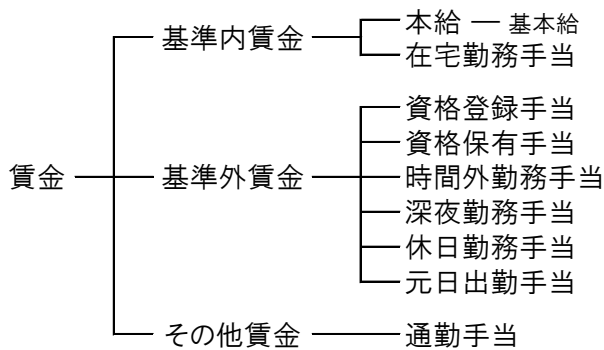 賃金
基準内賃金
本給 — 基本給
在宅勤務手当
基準外賃金
資格登録手当
資格保有手当
時間外勤務手当
深夜勤務手当
休日勤務手当
元日出勤手当
その他賃金
通勤手当